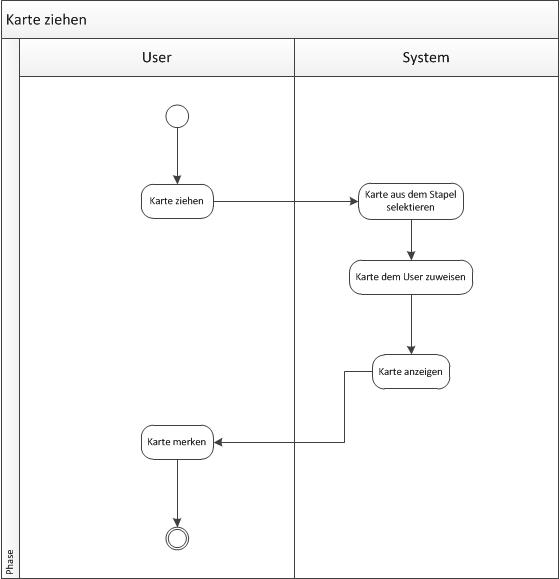 Karte ziehen
User
System
Karte ziehen
Karte aus dem Stapel
selektieren
Karte dem User zuweisen
Karte anzeigen
Karte merken
Phase